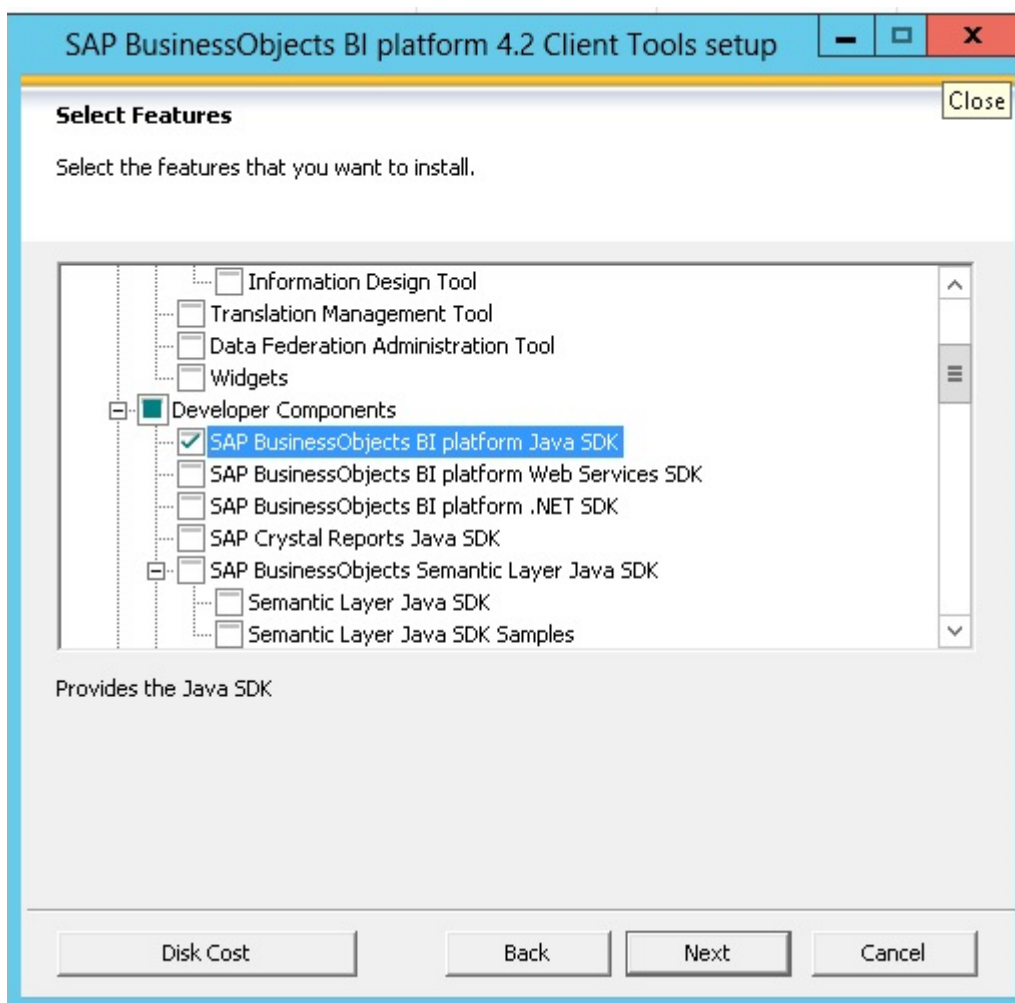 SAP BusinessObjects BI platform 4.2 Client Tools setup
Close
Select Features
Select the features that you want to install.
Information Design Tool
Translation Management Tool
Data Federation Administration Tool
Widgets
Developer Components
SAP BusinessObjects BI platform Java SDK
SAP BusinessObjects BI platform Web Services SDK
SAP BusinessObjects BI platform .NET SDK
SAP Crystal Reports Java SDK
SAP BusinessObjects Semantic Layer Java SDK
Semantic Layer Java SDK
Semantic Layer Java SDK Samples
Provides the Java SDK
Disk Cost
Back
Next
Cancel